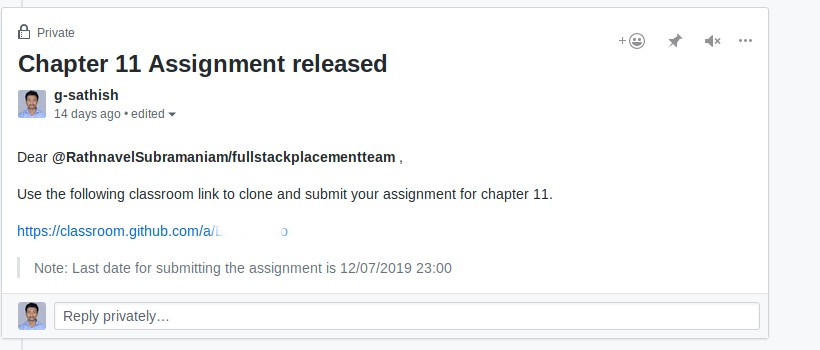 Private
Chapter 11 Assignment released
g-sathish
14 days ago • edited
Dear @RathnavelSubramaniam/fullstackplacementteam ,
Use the following classroom link to clone and submit your assignment for chapter 11.
https://classroom.github.com/a/
Note: Last date for submitting the assignment is 12/07/2019 23:00
Reply privately…